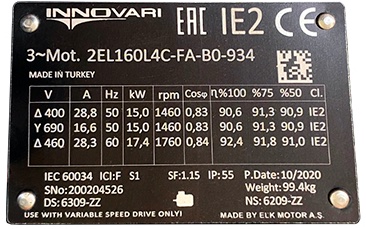 INNOVARI EAC IE2 CE
3~Mot. 2EL160L4C-FA-B0-934
MADE IN TURKEY
V A Hz kW rpm Cosφ η%100 %75 %50 Cl.
Δ 400 28,8 50 15,0 1460 0,83 90,6 91,3 90,9 IE2
Y 690 16,6 50 15,0 1460 0,83 90,6 91,3 90,9 IE2
Δ 460 28,3 60 17,4 1760 0,84 92,4 91,8 91,0 IE2
IEC 60034 ICI:F S1 SF:1.15 IP:55 P.Date: 10/2020
SNo: 200204526 Weight: 99.4kg
DS: 6309-ZZ NS: 6209-ZZ
USE WITH VARIABLE SPEED DRIVE ONLY! MADE BY ELK MOTOR A.Ş.